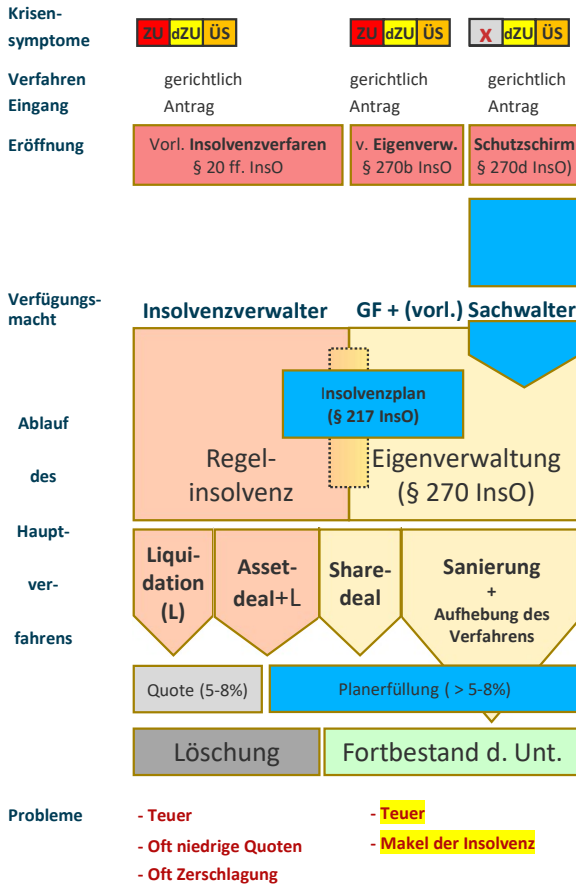 Krisen-
symptome
ZU dZU ÜS
ZU dZU ÜS
X dZU ÜS
Verfahren
gerichtlich
gerichtlich
gerichtlich
Eingang
Antrag
Antrag
Antrag
Eröffnung
Vorl. Insolvenzverfaren
§ 20 ff. InsO
v. Eigenverw.
§ 270b InsO
Schutzschirm
§ 270d InsO)
Verfügungs-
macht
Insolvenzverwalter
GF + (vorl.) Sachwalter
Insolvenzplan
(§ 217 InsO)
Ablauf
des
Haupt-
ver-
fahrens
Regel-
insolvenz
Eigenverwaltung
(§ 270 InsO)
Liqui-
dation
(L)
Asset-
deal+L
Share-
deal
Sanierung
+
Aufhebung des
Verfahrens
Quote (5-8%)
Planerfüllung ( > 5-8%)
Löschung
Fortbestand d. Unt.
Probleme
- Teuer
- Oft niedrige Quoten
- Oft Zerschlagung
- Teuer
- Makel der Insolvenz